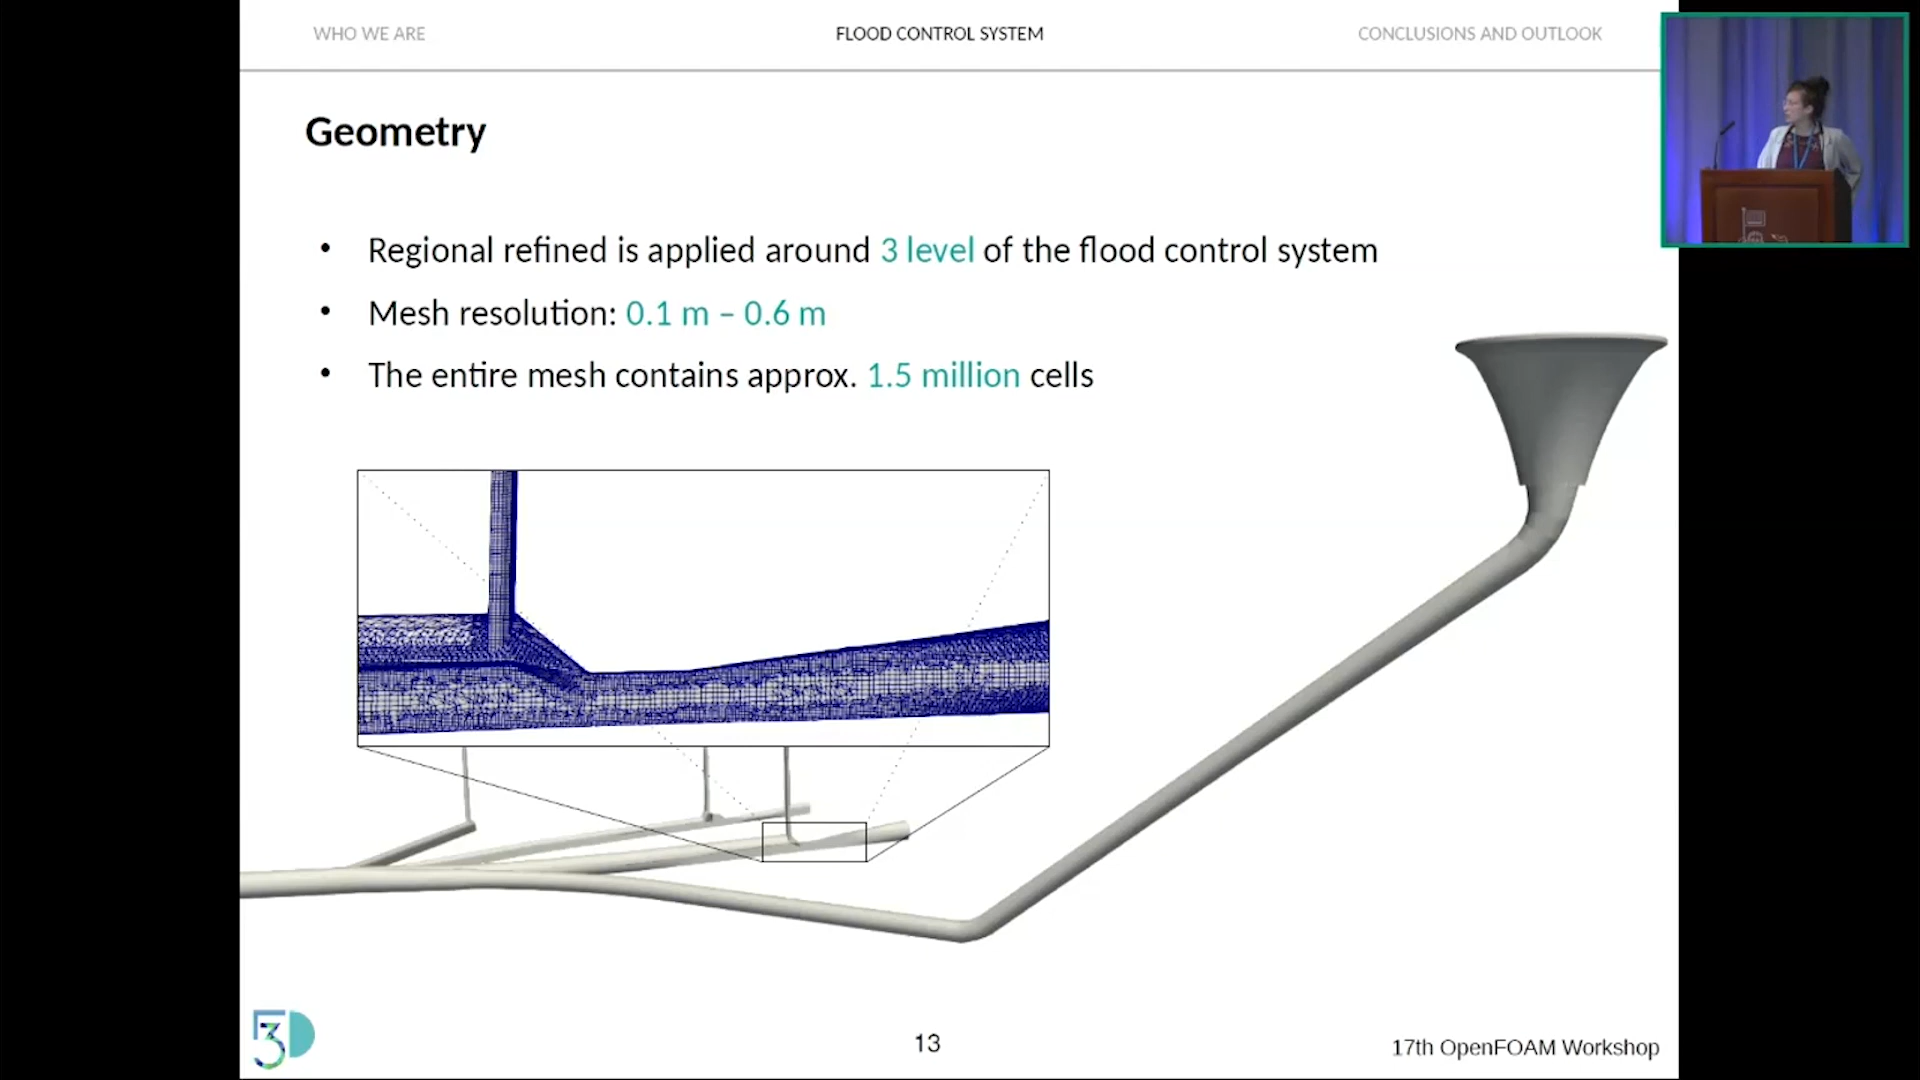 WHO WE ARE
FLOOD CONTROL SYSTEM
CONCLUSIONS AND OUTLOOK
Geometry
• Regional refined is applied around 3 level of the flood control system
• Mesh resolution: 0.1 m – 0.6 m
• The entire mesh contains approx. 1.5 million cells
53D
13
17th OpenFOAM Workshop